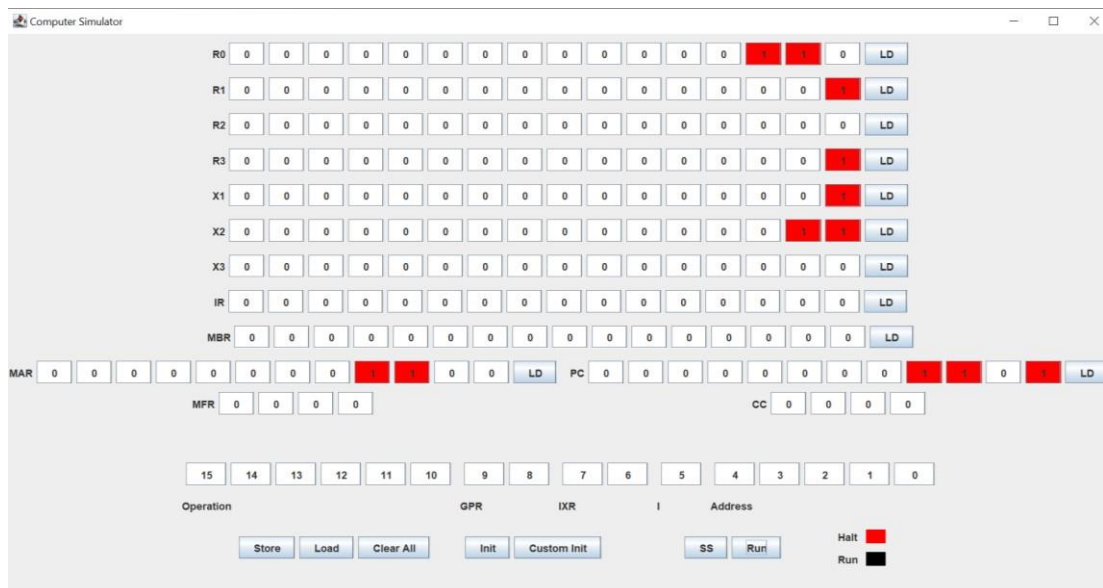 Computer Simulator
R0 0 0 0 0 0 0 0 0 0 0 0 0 0 1 1 0 LD
R1 0 0 0 0 0 0 0 0 0 0 0 0 0 0 0 1 LD
R2 0 0 0 0 0 0 0 0 0 0 0 0 0 0 0 0 LD
R3 0 0 0 0 0 0 0 0 0 0 0 0 0 0 0 1 LD
X1 0 0 0 0 0 0 0 0 0 0 0 0 0 0 0 1 LD
X2 0 0 0 0 0 0 0 0 0 0 0 0 0 0 1 1 LD
X3 0 0 0 0 0 0 0 0 0 0 0 0 0 0 0 0 LD
IR 0 0 0 0 0 0 0 0 0 0 0 0 0 0 0 0 LD
MBR 0 0 0 0 0 0 0 0 0 0 0 0 0 0 0 0 LD
MAR 0 0 0 0 0 0 0 0 1 1 0 0 LD PC 0 0 0 0 0 0 0 0 1 1 0 1 LD
MFR 0 0 0 0 CC 0 0 0 0
15 14 13 12 11 10 9 8 7 6 5 4 3 2 1 0
Operation GPR IXR I Address
Store Load Clear All Init Custom Init SS Run Halt
Run